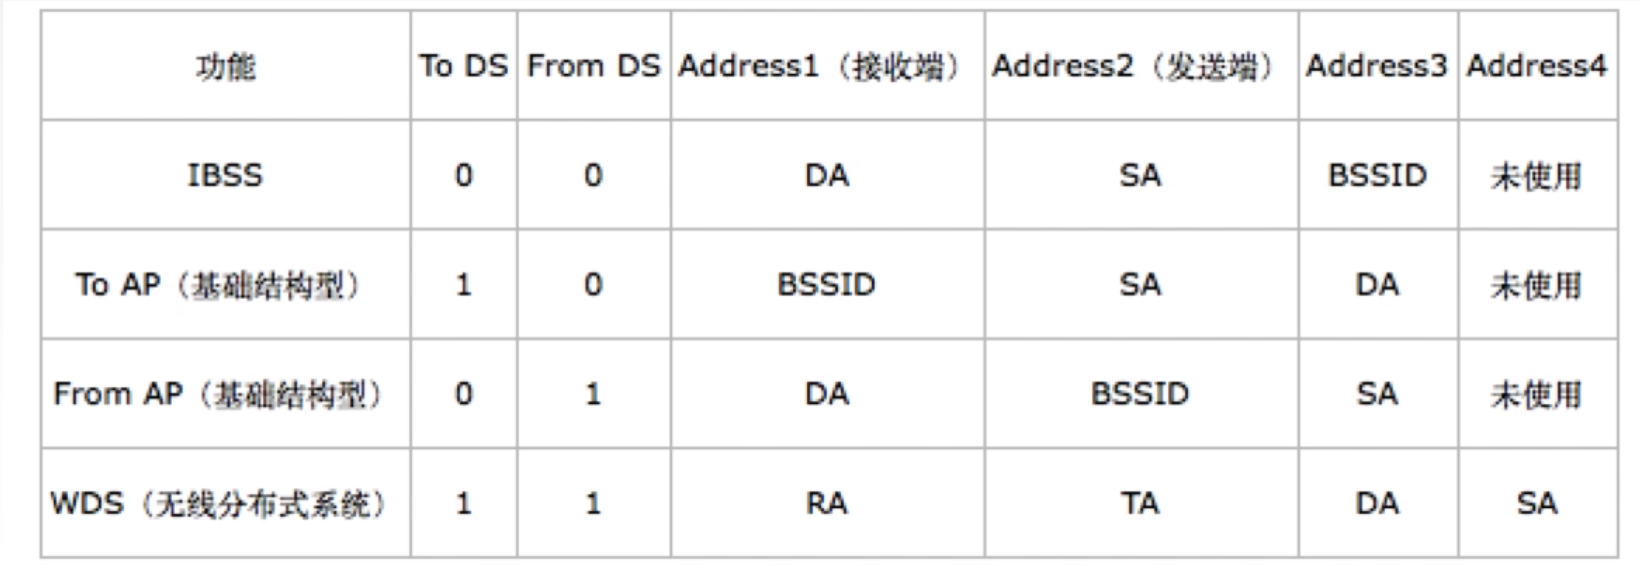 功能 To DS From DS Address1（接收端） Address2（发送端） Address3 Address4
IBSS 0 0 DA SA BSSID 未使用
To AP（基础结构型） 1 0 BSSID SA DA 未使用
From AP（基础结构型） 0 1 DA BSSID SA 未使用
WDS（无线分布式系统） 1 1 RA TA DA SA